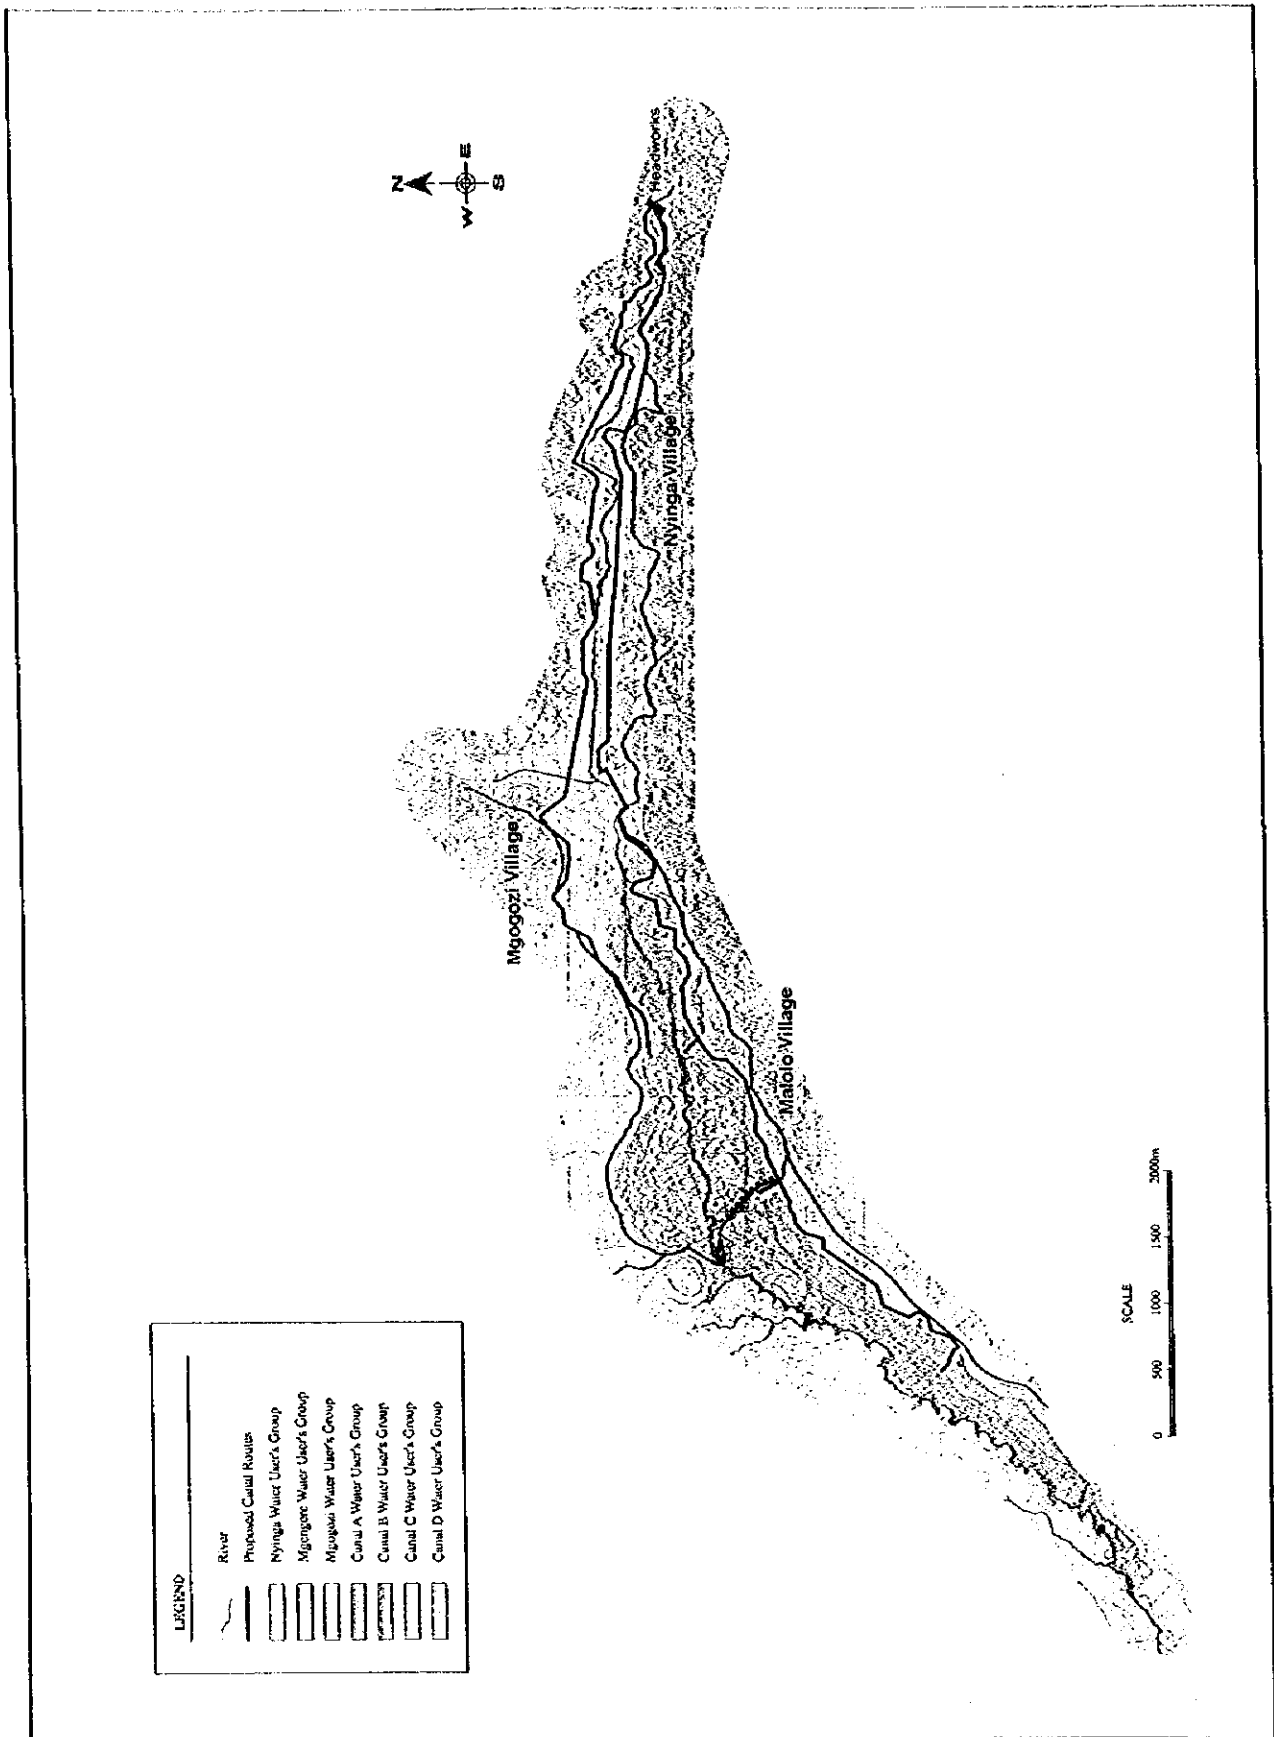 N
W
E
S
Headworks
Nyinga Village
Mgogozi Village
Malolo Village
LEGEND
River
Proposed Canal Routes
Nyinga Water User's Group
Mgengere Water User's Group
Mgogozi Water User's Group
Canal A Water User's Group
Canal B Water User's Group
Canal C Water User's Group
Canal D Water User's Group
SCALE
0 500 1000 1500 2000m